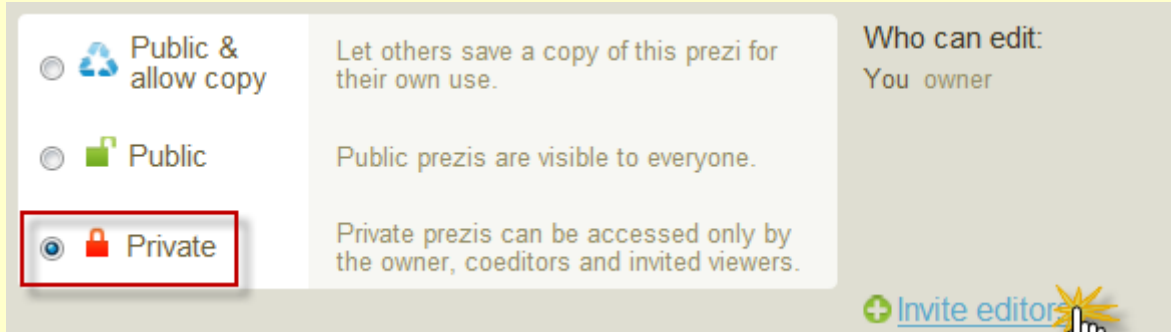 Public &
allow copy
Let others save a copy of this prezi for
their own use.
Public
Public prezis are visible to everyone.
Private
Private prezis can be accessed only by
the owner, coeditors and invited viewers.
Who can edit:
You owner
Invite editors